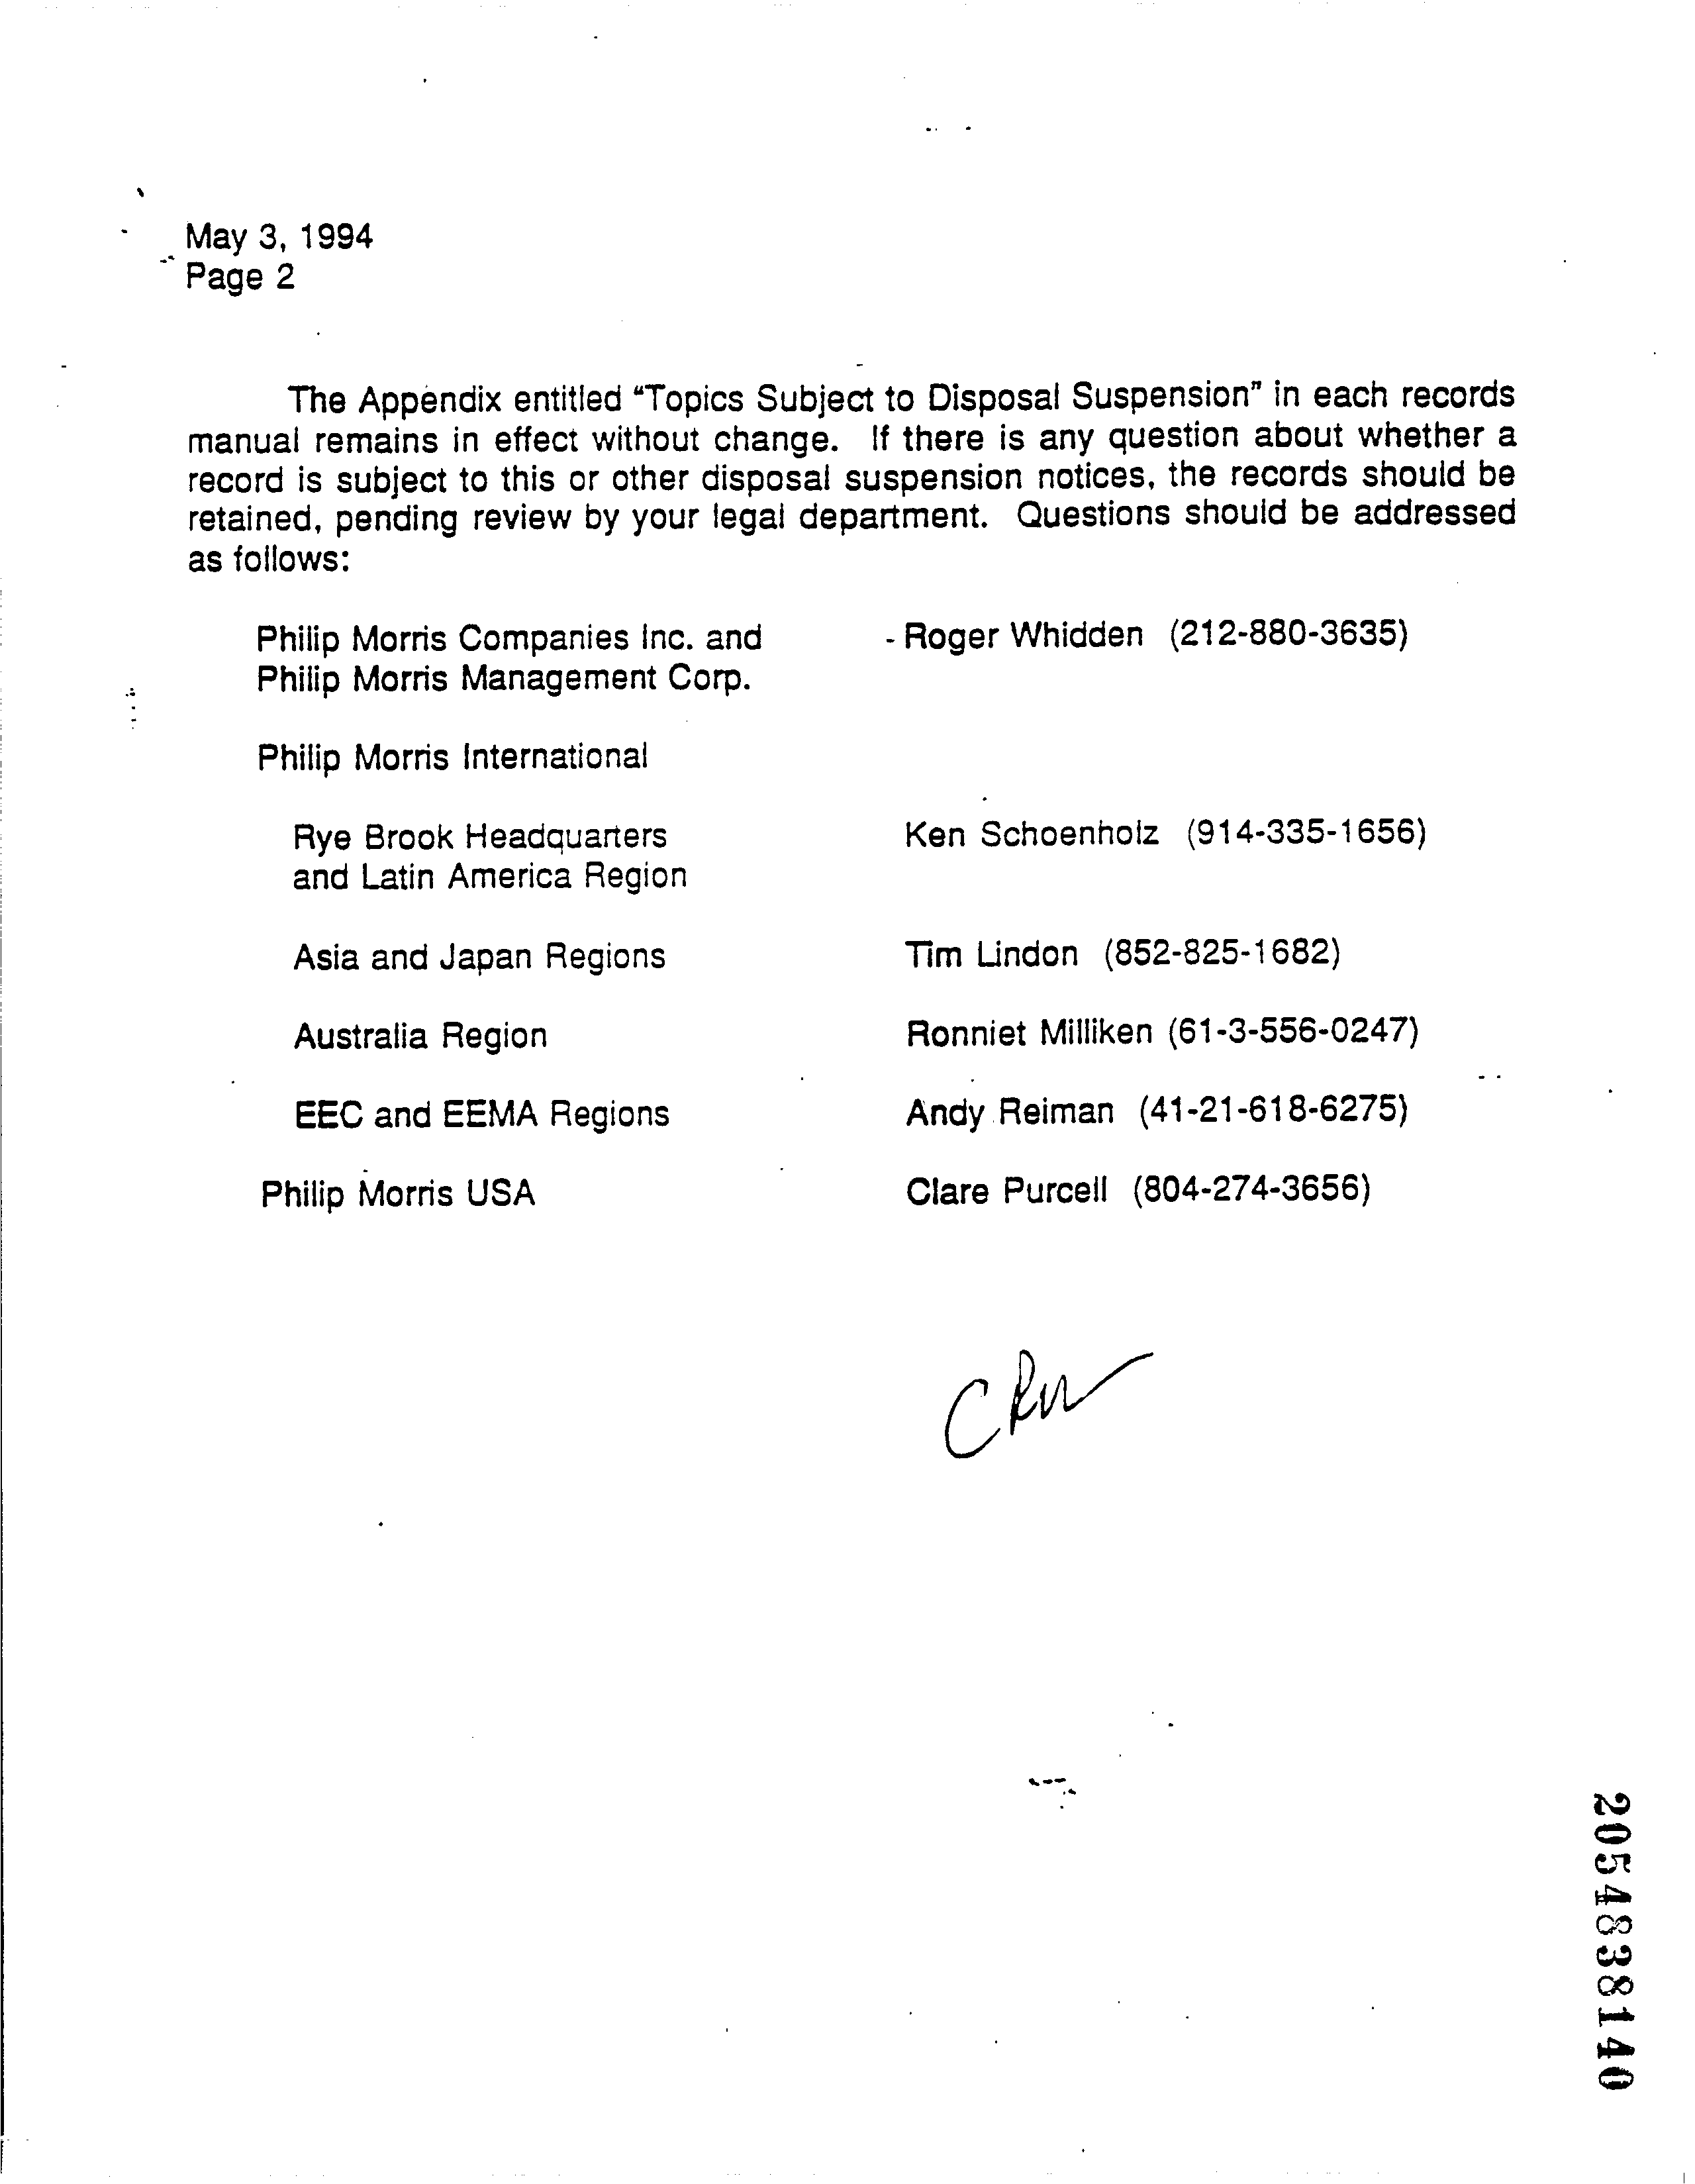 May 3, 1994
Page 2
The Appendix entitled “Topics Subject to Disposal Suspension” in each records
manual remains in effect without change. If there is any question about whether a
record is subject to this or other disposal suspension notices, the records should be
retained, pending review by your legal department. Questions should be addressed
as follows:
Philip Morris Companies Inc. and - Roger Whidden (212-880-3635)
Philip Morris Management Corp.
Philip Morris International
Rye Brook Headquarters Ken Schoenholz (914-335-1656)
and Latin America Region
Asia and Japan Regions Tim Lindon (852-825-1682)
Australia Region Ronniet Milliken (61-3-556-0247)
EEC and EEMA Regions Andy Reiman (41-21-618-6275)
Philip Morris USA Clare Purcell (804-274-3656)
2054838140